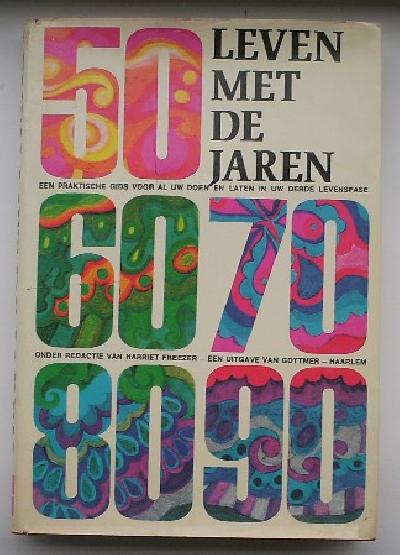 50
LEVEN
MET
DE
JAREN
EEN PRAKTISCHE GIDS VOOR AL UW DOEN EN LATEN IN UW DERDE LEVENSFASE
60 70
ONDER REDACTIE VAN HARRIET FREEZER - EEN UITGAVE VAN GOTTMER - HAARLEM
80 90